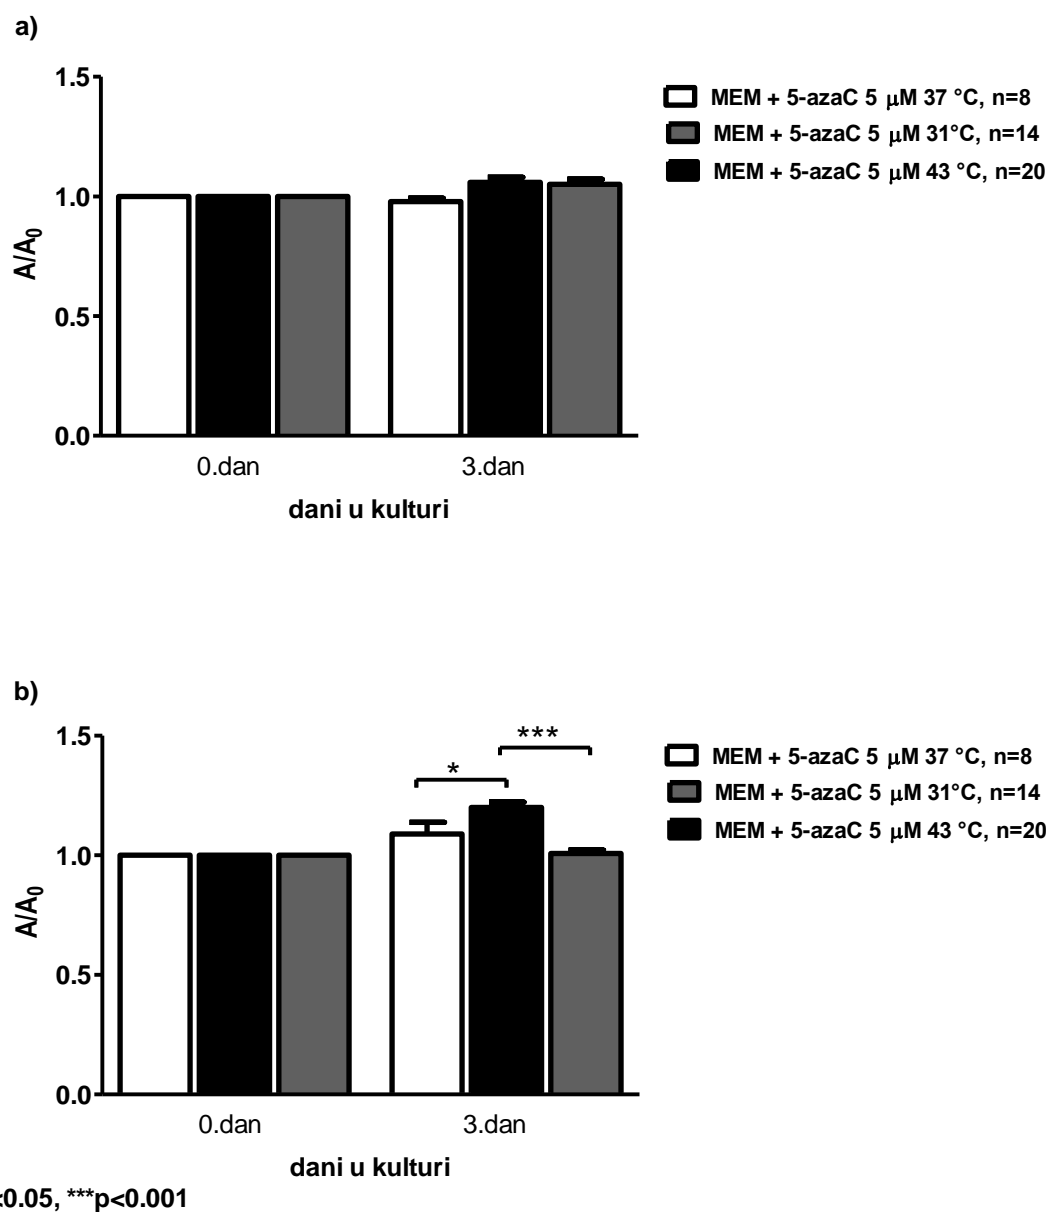 a)
1.5
1.0
0.5
0.0
A/A0
0.dan
3.dan
dani u kulturi
MEM + 5-azaC 5 μM 37 °C, n=8
MEM + 5-azaC 5 μM 31°C, n=14
MEM + 5-azaC 5 μM 43 °C, n=20
b)
1.5
1.0
0.5
0.0
A/A0
*
***
0.dan
3.dan
dani u kulturi
MEM + 5-azaC 5 μM 37 °C, n=8
MEM + 5-azaC 5 μM 31°C, n=14
MEM + 5-azaC 5 μM 43 °C, n=20
<0.05, ***p<0.001